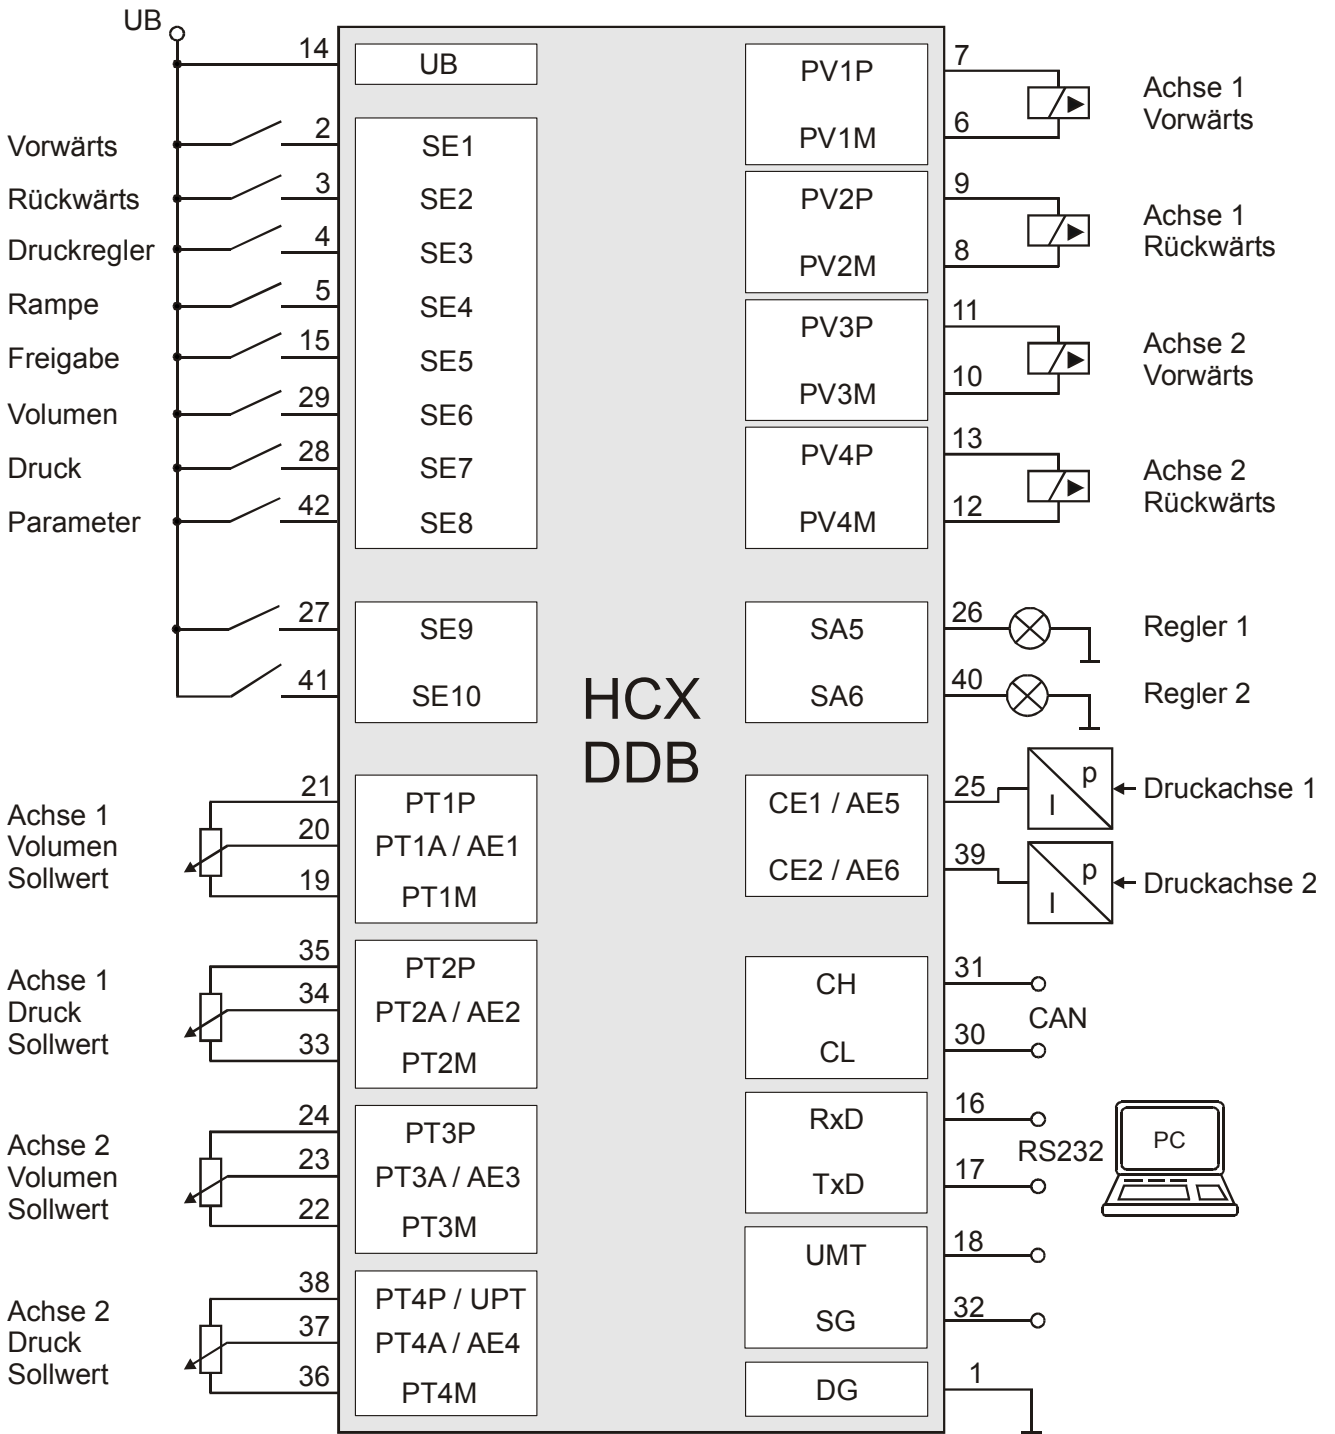 UB
14
UB
Vorwärts
2
SE1
Rückwärts
3
SE2
Druckregler
4
SE3
Rampe
5
SE4
Freigabe
15
SE5
Volumen
29
SE6
Druck
28
SE7
Parameter
42
SE8
27
SE9
41
SE10
Achse 1
Volumen
Sollwert
21
PT1P
20
PT1A / AE1
19
PT1M
Achse 1
Druck
Sollwert
35
PT2P
34
PT2A / AE2
33
PT2M
Achse 2
Volumen
Sollwert
24
PT3P
23
PT3A / AE3
22
PT3M
Achse 2
Druck
Sollwert
38
PT4P / UPT
37
PT4A / AE4
36
PT4M
HCX
DDB
PV1P
7
PV1M
6
Achse 1
Vorwärts
PV2P
9
PV2M
8
Achse 1
Rückwärts
PV3P
11
PV3M
10
Achse 2
Vorwärts
PV4P
13
PV4M
12
Achse 2
Rückwärts
SA5
26
Regler 1
SA6
40
Regler 2
CE1 / AE5
25
p
I
Druckachse 1
CE2 / AE6
39
p
I
Druckachse 2
CH
31
CAN
CL
30
RxD
16
RS232
PC
TxD
17
UMT
18
SG
32
DG
1